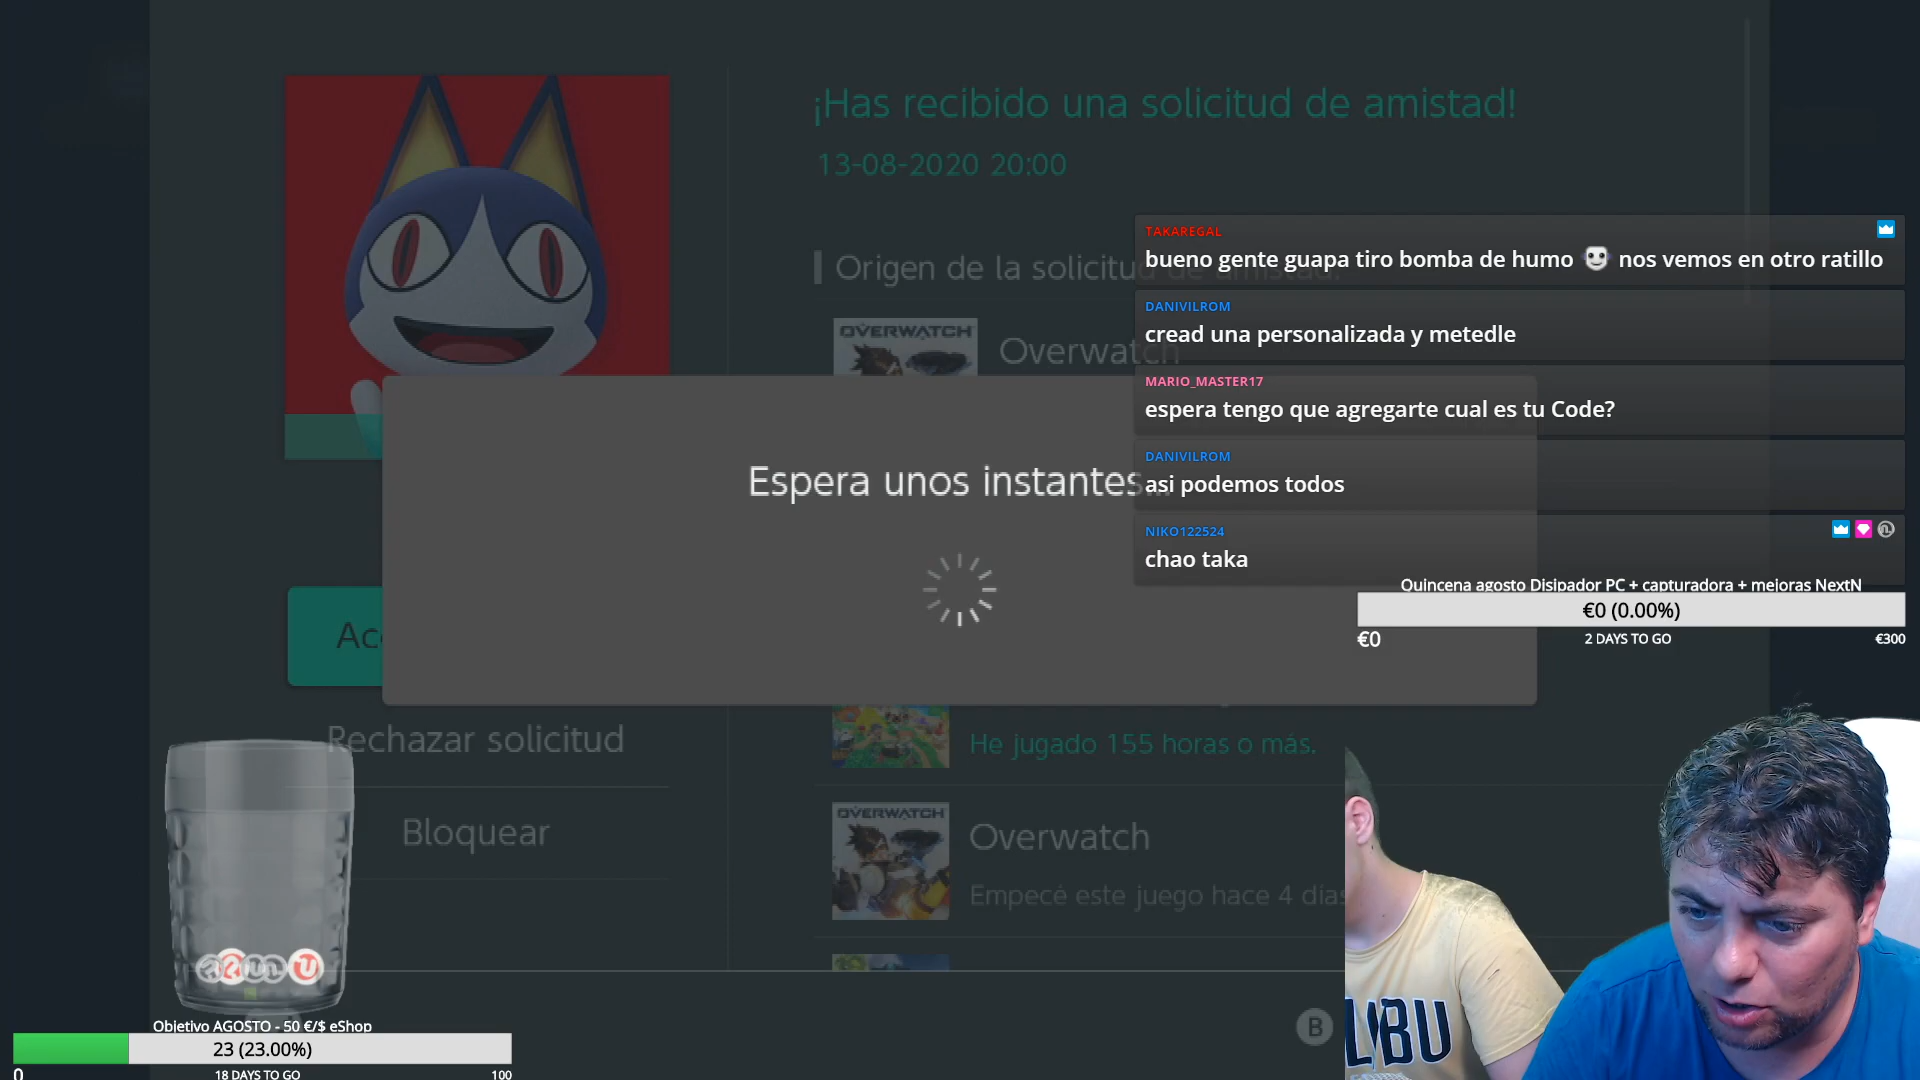 ¡Has recibido una solicitud de amistad!
13-08-2020 20:00
Origen de la solicitud de amistad:
OVERWATCH
Overwatch
TAKAREGAL
bueno gente guapa tiro bomba de humo nos vemos en otro ratillo
DANIVILROM
cread una personalizada y metedle
MARIO_MASTER17
espera tengo que agregarte cual es tu Code?
DANIVILROM
asi podemos todos
NIKO122524
chao taka
Espera unos instantes...
Quincena agosto Disipador PC + capturadora + mejoras NextN
€0 (0.00%)
€0
2 DAYS TO GO
€300
Rechazar solicitud
Bloquear
He jugado 155 horas o más.
OVERWATCH
Overwatch
Empecé este juego hace 4 días
B
Objetivo AGOSTO - 50 €/$ eShop
23 (23.00%)
0
18 DAYS TO GO
100